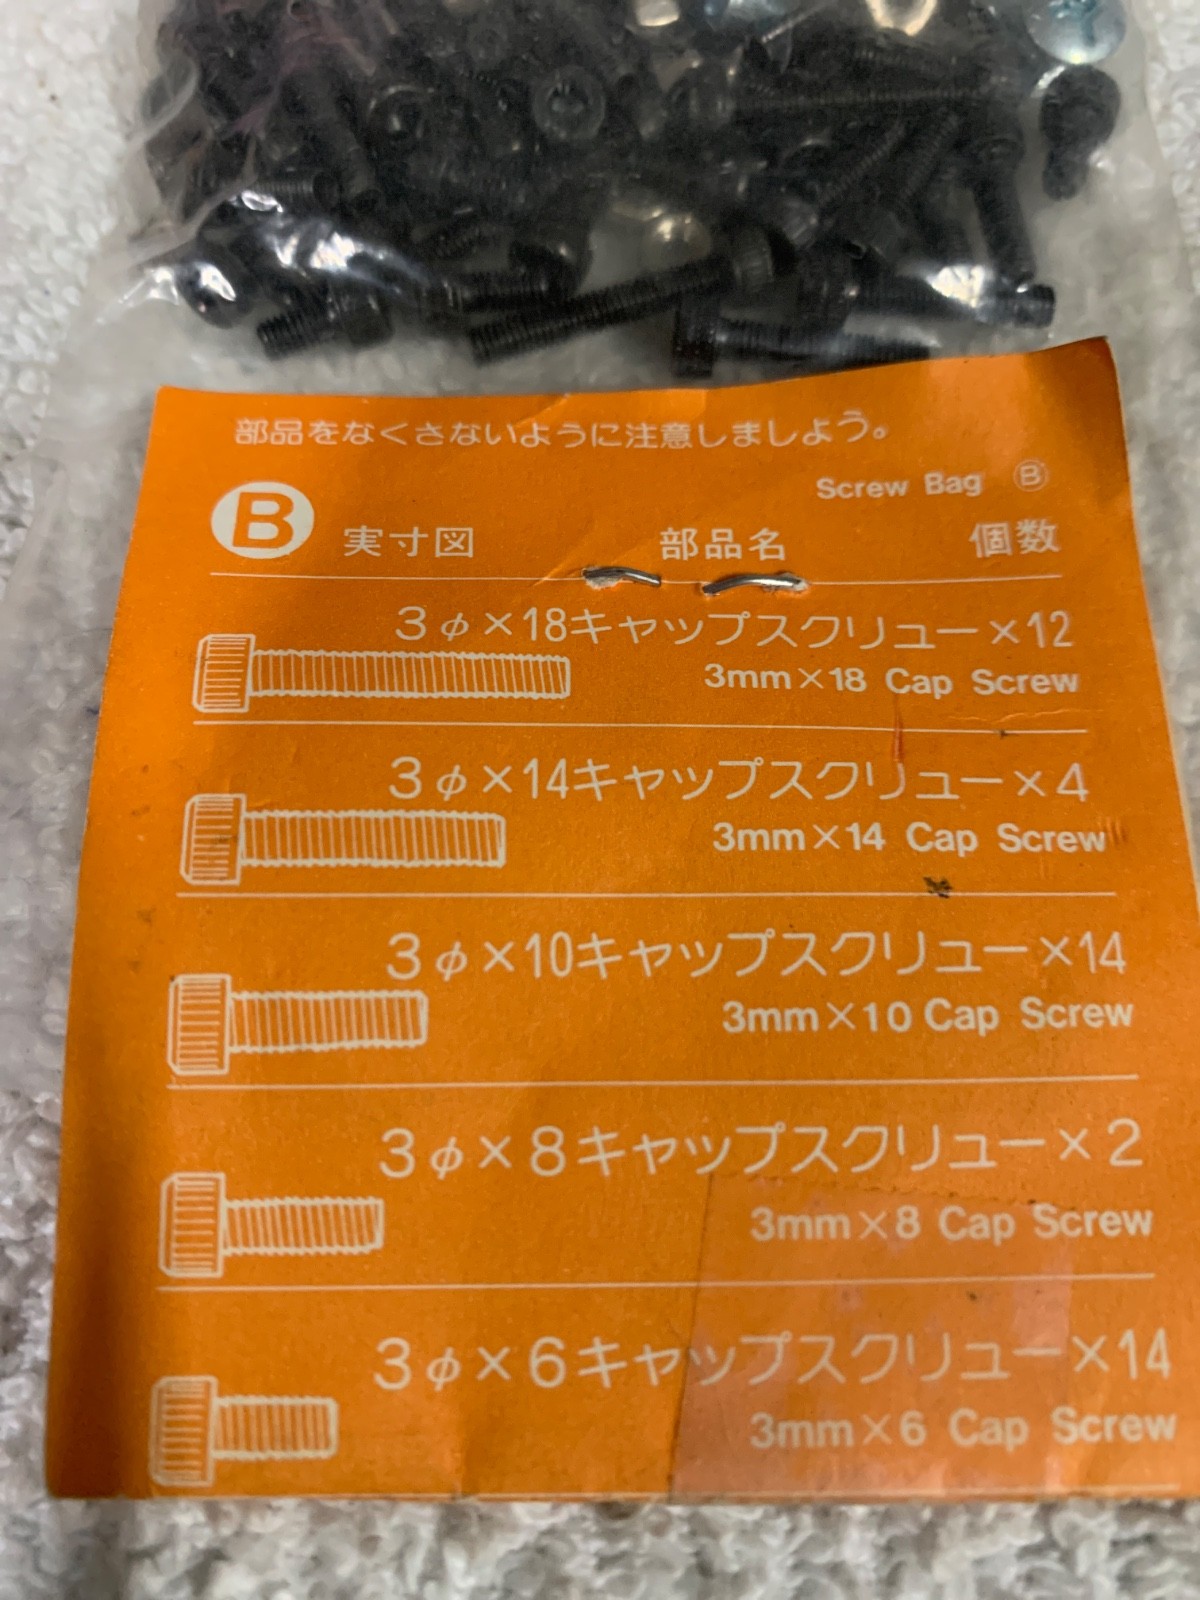 部品をなくさないように注意しましよう。
Screw Bag Ⓑ
B 実寸図 部品名 個数
3φ×18キャップスクリュー×12
3mm×18 Cap Screw
3φ×14キャップスクリュー×4
3mm×14 Cap Screw
3φ×10キャップスクリュー×14
3mm×10 Cap Screw
3φ×8キャップスクリュー×2
3mm×8 Cap Screw
3φ×6キャップスクリュー×14
3mm×6 Cap Screw